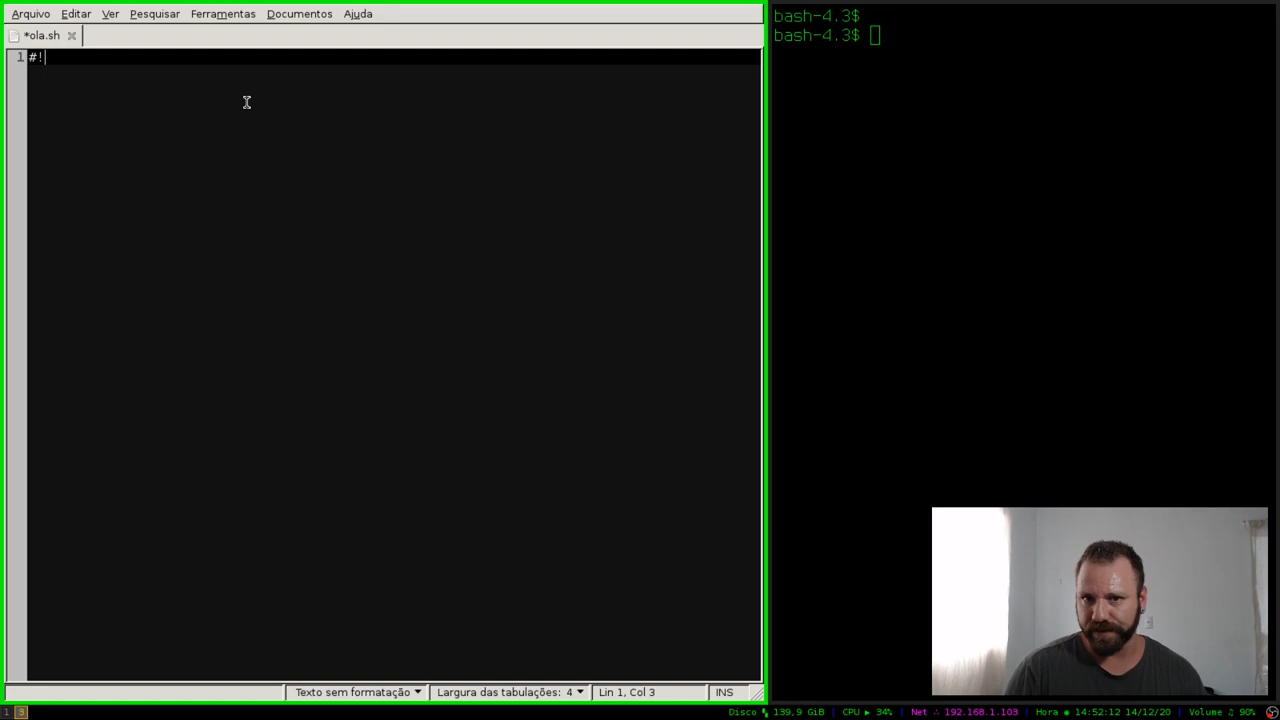 Arquivo Editar Ver Pesquisar Ferramentas Documentos Ajuda
*ola.sh
1 #!
Texto sem formatação Largura das tabulações: 4 Lin 1, Col 3 INS
bash-4.3$
bash-4.3$
1 3 Disco 139,9 GiB | CPU ▶ 34% | Net ∴ 192.168.1.103 | Hora ◉ 14:52:12 14/12/20 | Volume ♫ 90%